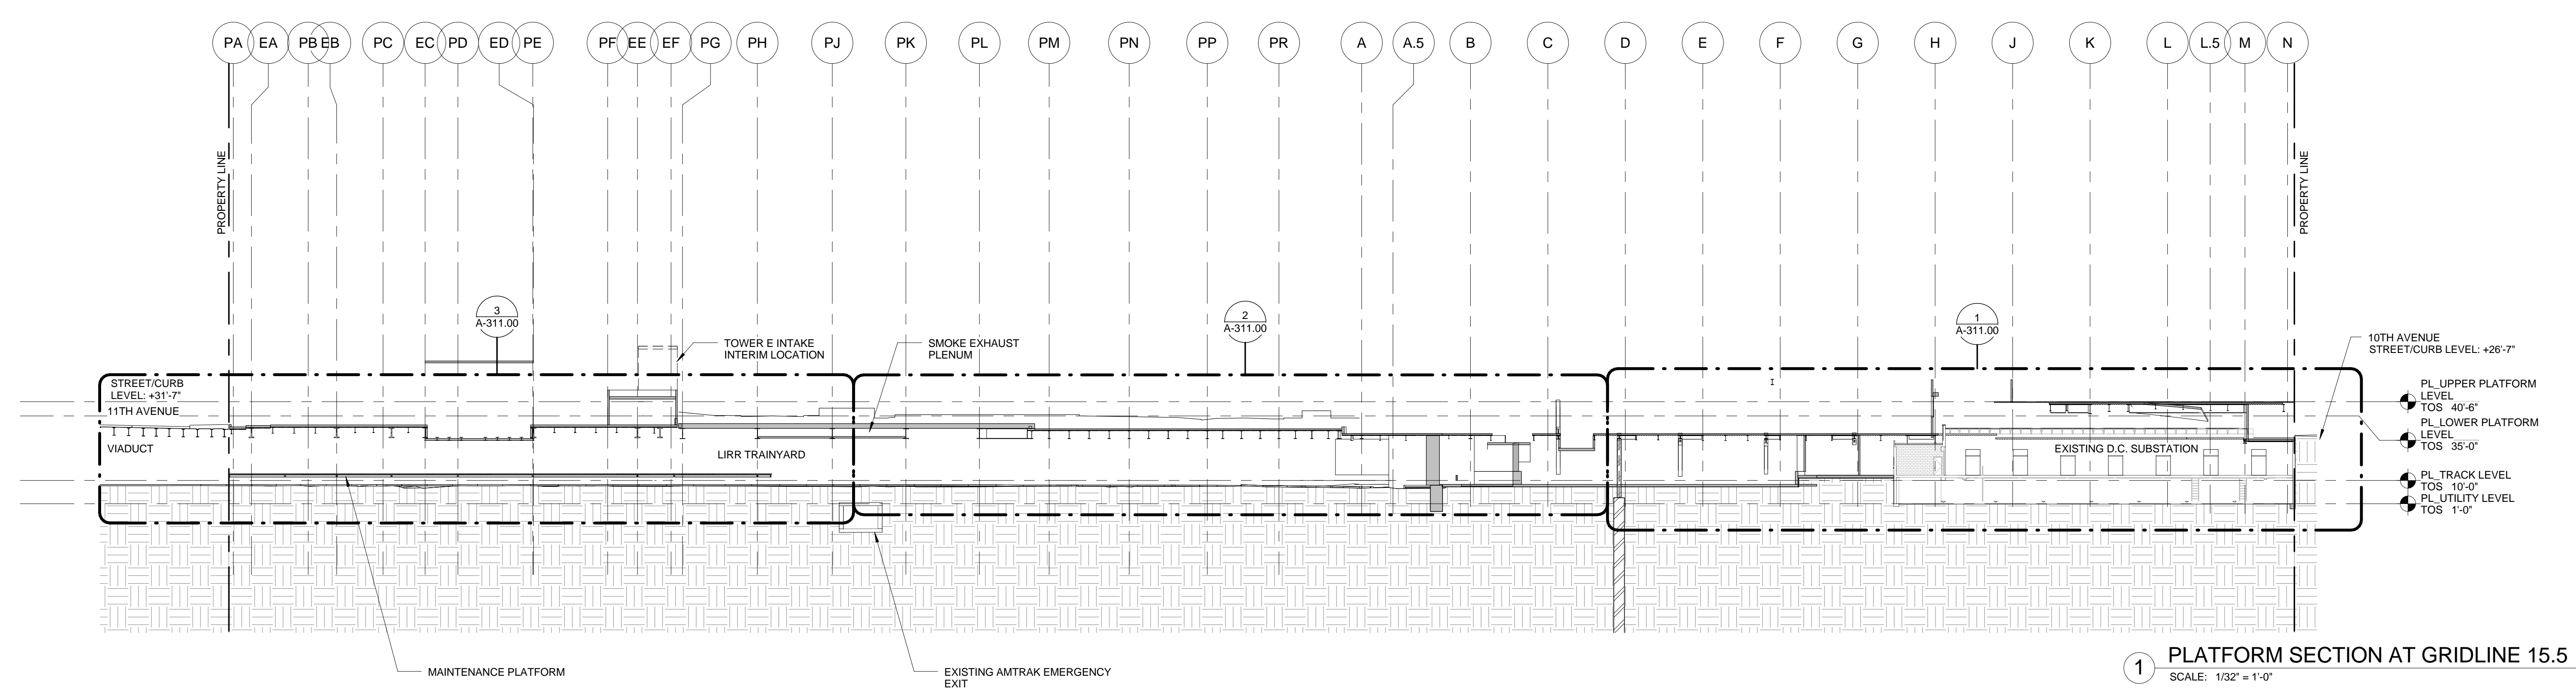 PA EA PB EB PC EC PD ED PE PF EE EF PG PH PJ PK PL PM PN PP PR A A.5 B C D E F G H J K L L.5 M N
PROPERTY LINE
PROPERTY LINE
3
A-311.00
2
A-311.00
1
A-311.00
TOWER E INTAKE
INTERIM LOCATION
SMOKE EXHAUST
PLENUM
10TH AVENUE
STREET/CURB LEVEL: +26'-7"
STREET/CURB
LEVEL: +31'-7"
11TH AVENUE
VIADUCT
LIRR TRAINYARD
EXISTING D.C. SUBSTATION
PL_UPPER PLATFORM
LEVEL
TOS 40'-6"
PL_LOWER PLATFORM
LEVEL
TOS 35'-0"
PL_TRACK LEVEL
TOS 10'-0"
PL_UTILITY LEVEL
TOS 1'-0"
MAINTENANCE PLATFORM
EXISTING AMTRAK EMERGENCY
EXIT
1 PLATFORM SECTION AT GRIDLINE 15.5
SCALE: 1/32" = 1'-0"